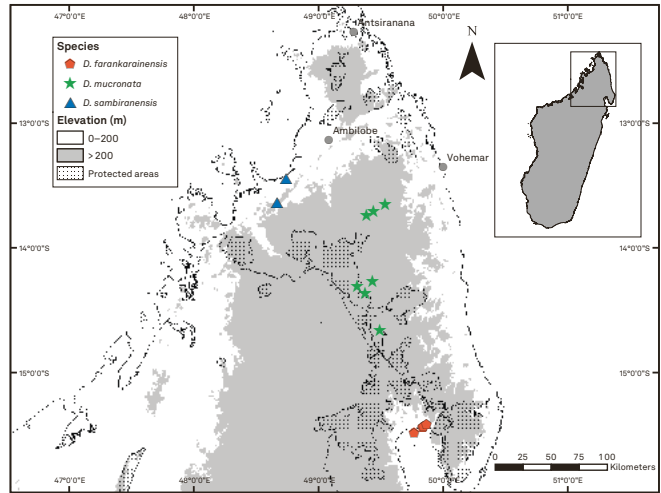 47°0'0"E
48°0'0"E
49°0'0"E
50°0'0"E
51°0'0"E
Antsiranana
N
Species
D. farankarainensis
D. mucronata
D. sambiranensis
Elevation (m)
0–200
>200
Protected areas
13°0'0"S
13°0'0"S
Ambilobe
Vohemar
14°0'0"S
14°0'0"S
15°0'0"S
15°0'0"S
0 25 50 75 100
Kilometers
47°0'0"E
48°0'0"E
49°0'0"E
50°0'0"E
51°0'0"E